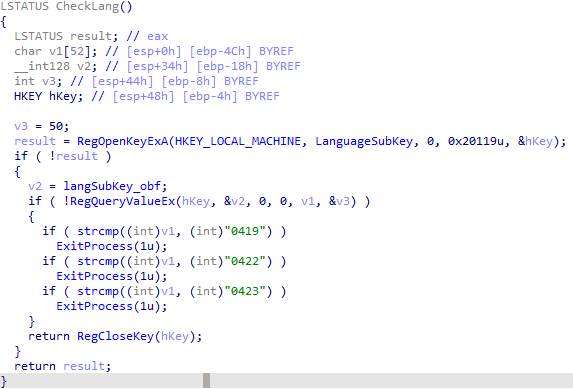 LSTATUS CheckLang()
{
  LSTATUS result; // eax
  char v1[52]; // [esp+0h] [ebp-4Ch] BYREF
  __int128 v2; // [esp+34h] [ebp-18h] BYREF
  int v3; // [esp+44h] [ebp-8h] BYREF
  HKEY hKey; // [esp+48h] [ebp-4h] BYREF

  v3 = 50;
  result = RegOpenKeyExA(HKEY_LOCAL_MACHINE, LanguageSubKey, 0, 0x20119u, &hKey);
  if ( !result )
  {
    v2 = langSubKey_obf;
    if ( !RegQueryValueEx(hKey, &v2, 0, 0, v1, &v3) )
    {
      if ( strcmp((int)v1, (int)"0419") )
        ExitProcess(1u);
      if ( strcmp((int)v1, (int)"0422") )
        ExitProcess(1u);
      if ( strcmp((int)v1, (int)"0423") )
        ExitProcess(1u);
    }
    return RegCloseKey(hKey);
  }
  return result;
}